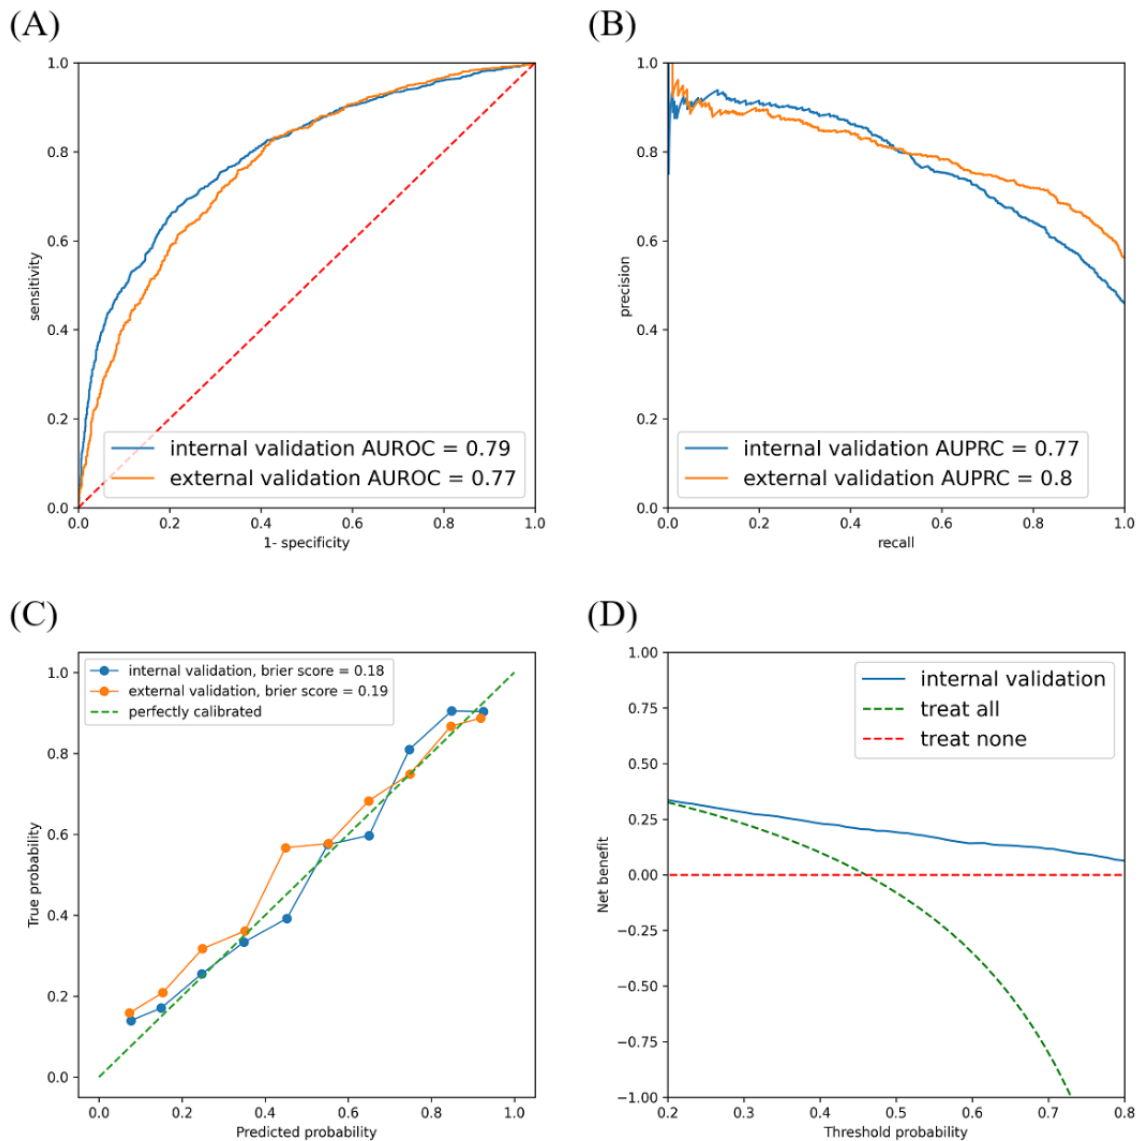 (A)
1.0
0.8
0.6
0.4
0.2
0.0
sensitivity
internal validation AUROC = 0.79
external validation AUROC = 0.77
0.0 0.2 0.4 0.6 0.8 1.0
1- specificity
(B)
1.0
0.8
0.6
0.4
0.2
0.0
precision
internal validation AUPRC = 0.77
external validation AUPRC = 0.8
0.0 0.2 0.4 0.6 0.8 1.0
recall
(C)
1.0
0.8
0.6
0.4
0.2
0.0
True probability
internal validation, brier score = 0.18
external validation, brier score = 0.19
perfectly calibrated
0.0 0.2 0.4 0.6 0.8 1.0
Predicted probability
(D)
1.00
0.75
0.50
0.25
0.00
−0.25
−0.50
−0.75
−1.00
Net benefit
internal validation
treat all
treat none
0.2 0.3 0.4 0.5 0.6 0.7 0.8
Threshold probability